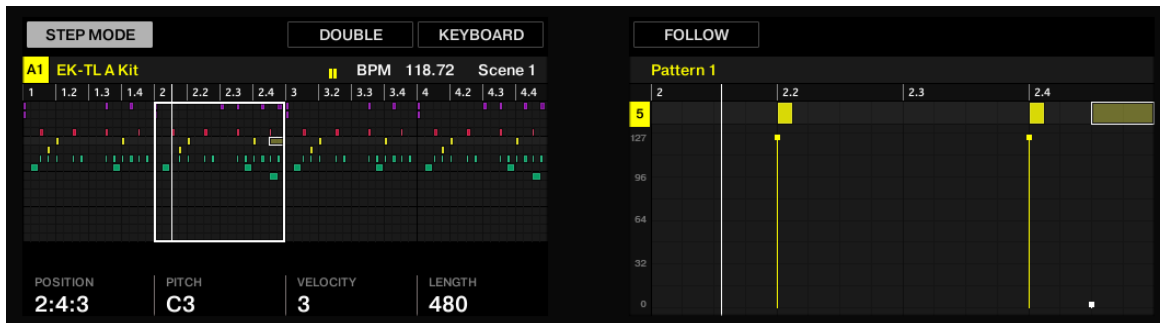 STEP MODE DOUBLE KEYBOARD
A1 EK-TL A Kit BPM 118.72 Scene 1
1 1.2 1.3 1.4 2 2.2 2.3 2.4 3 3.2 3.3 3.4 4 4.2 4.3 4.4
POSITION PITCH VELOCITY LENGTH
2:4:3 C3 3 480
FOLLOW
Pattern 1
2 2.2 2.3 2.4
5
127
96
64
32
0